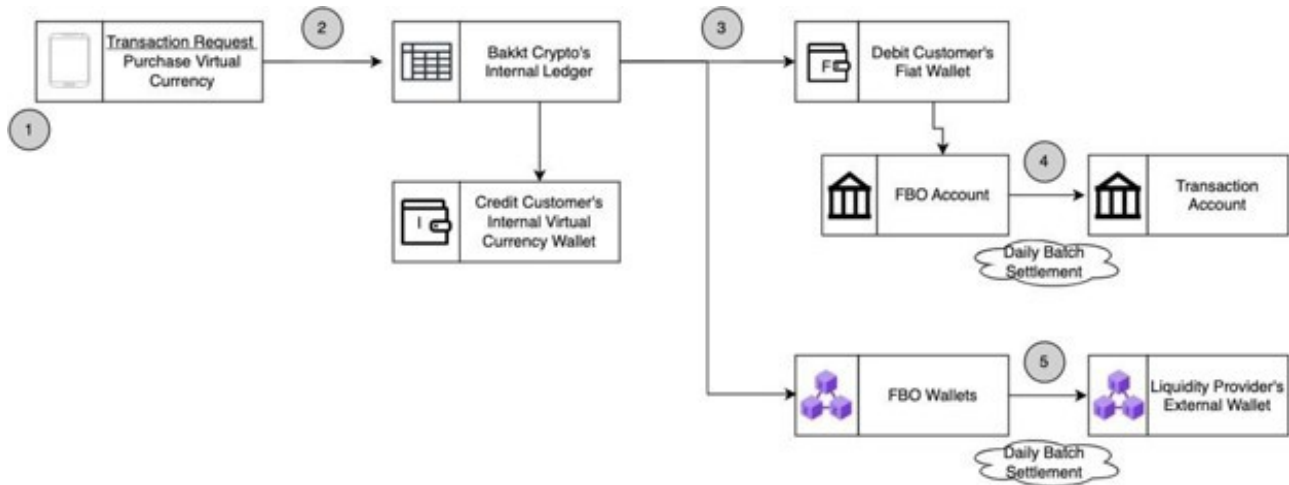 1
Transaction Request
Purchase Virtual
Currency
2
Bakkt Crypto's
Internal Ledger
3
F
Debit Customer's
Fiat Wallet
I
Credit Customer's
Internal Virtual
Currency Wallet
FBO Account
4
Transaction
Account
Daily Batch
Settlement
FBO Wallets
5
Liquidity Provider's
External Wallet
Daily Batch
Settlement